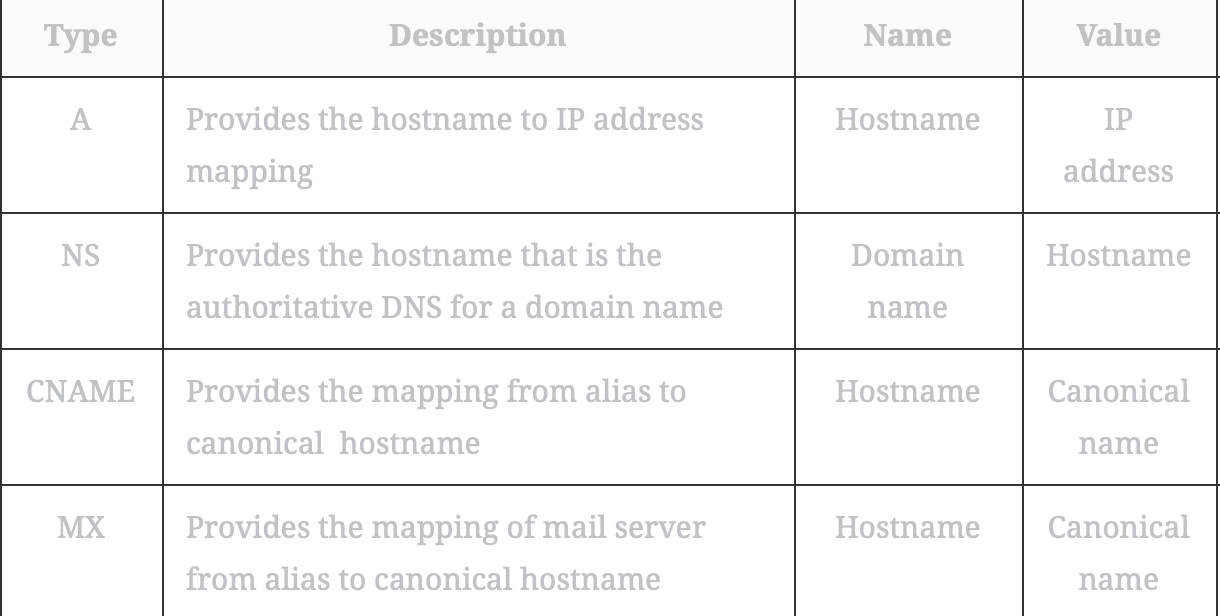 Type Description Name Value
A Provides the hostname to IP address Hostname IP
mapping address
NS Provides the hostname that is the Domain Hostname
authoritative DNS for a domain name name
CNAME Provides the mapping from alias to Hostname Canonical
canonical  hostname name
MX Provides the mapping of mail server Hostname Canonical
from alias to canonical hostname name